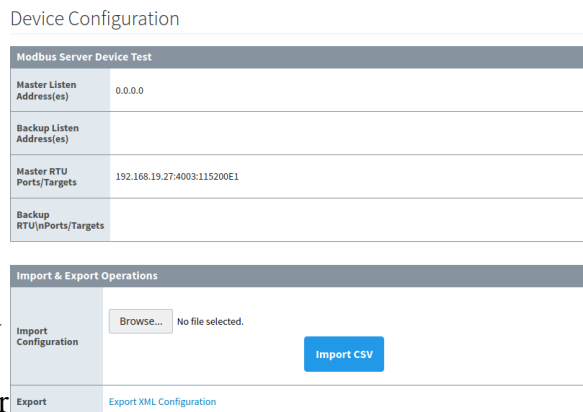 Device Configuration
Modbus Server Device Test
Master Listen
Address(es)
0.0.0.0
Backup Listen
Address(es)
Master RTU
Ports/Targets
192.168.19.27:4003:115200E1
Backup
RTU\nPorts/Targets
Import & Export Operations
Import
Configuration
Browse...
No file selected.
Import CSV
r
Export
Export XML Configuration